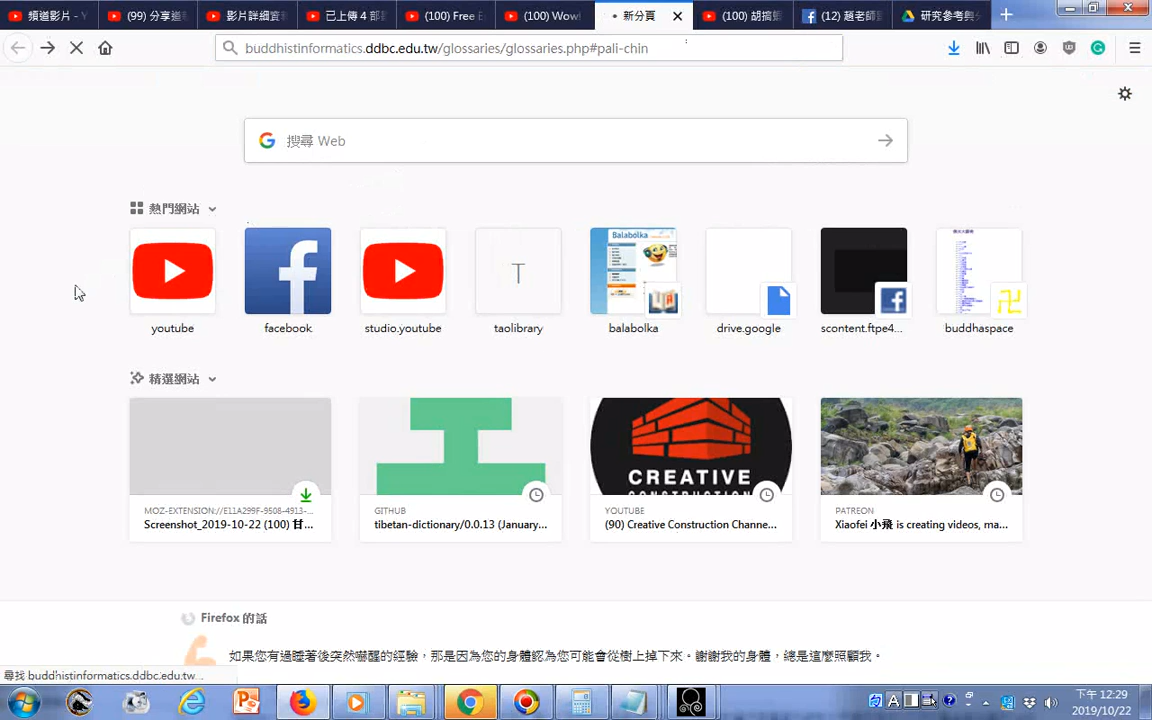 頻道影片 - Y
(99) 分享道
影片詳細資
已上傳 4 部
(100) Free E
(100) Wow!
新分頁
(100) 胡搞
(12) 趙老師
研究參考與
buddhistinformatics.ddbc.edu.tw/glossaries/glossaries.php#pali-chin
搜尋 Web
熱門網站
Balabolka
T
youtube
facebook
studio.youtube
taolibrary
balabolka
drive.google
scontent.ftpe4...
buddhaspace
精選網站
CREATIVE
CONSTRUCTION
MOZ-EXTENSION://E11A299F-9508-4913-...
Screenshot_2019-10-22 (100) 甘...
GITHUB
tibetan-dictionary/0.0.13 (January...
YOUTUBE
(90) Creative Construction Channe...
PATREON
Xiaofei 小飛 is creating videos, ma...
Firefox 的話
如果您有過睡著後突然嚇醒的經驗，那是因為您的身體認為您可能會從樹上掉下來。謝謝我的身體，總是這麼照顧我。
尋找 buddhistinformatics.ddbc.edu.tw...
下午 12:29
2019/10/22